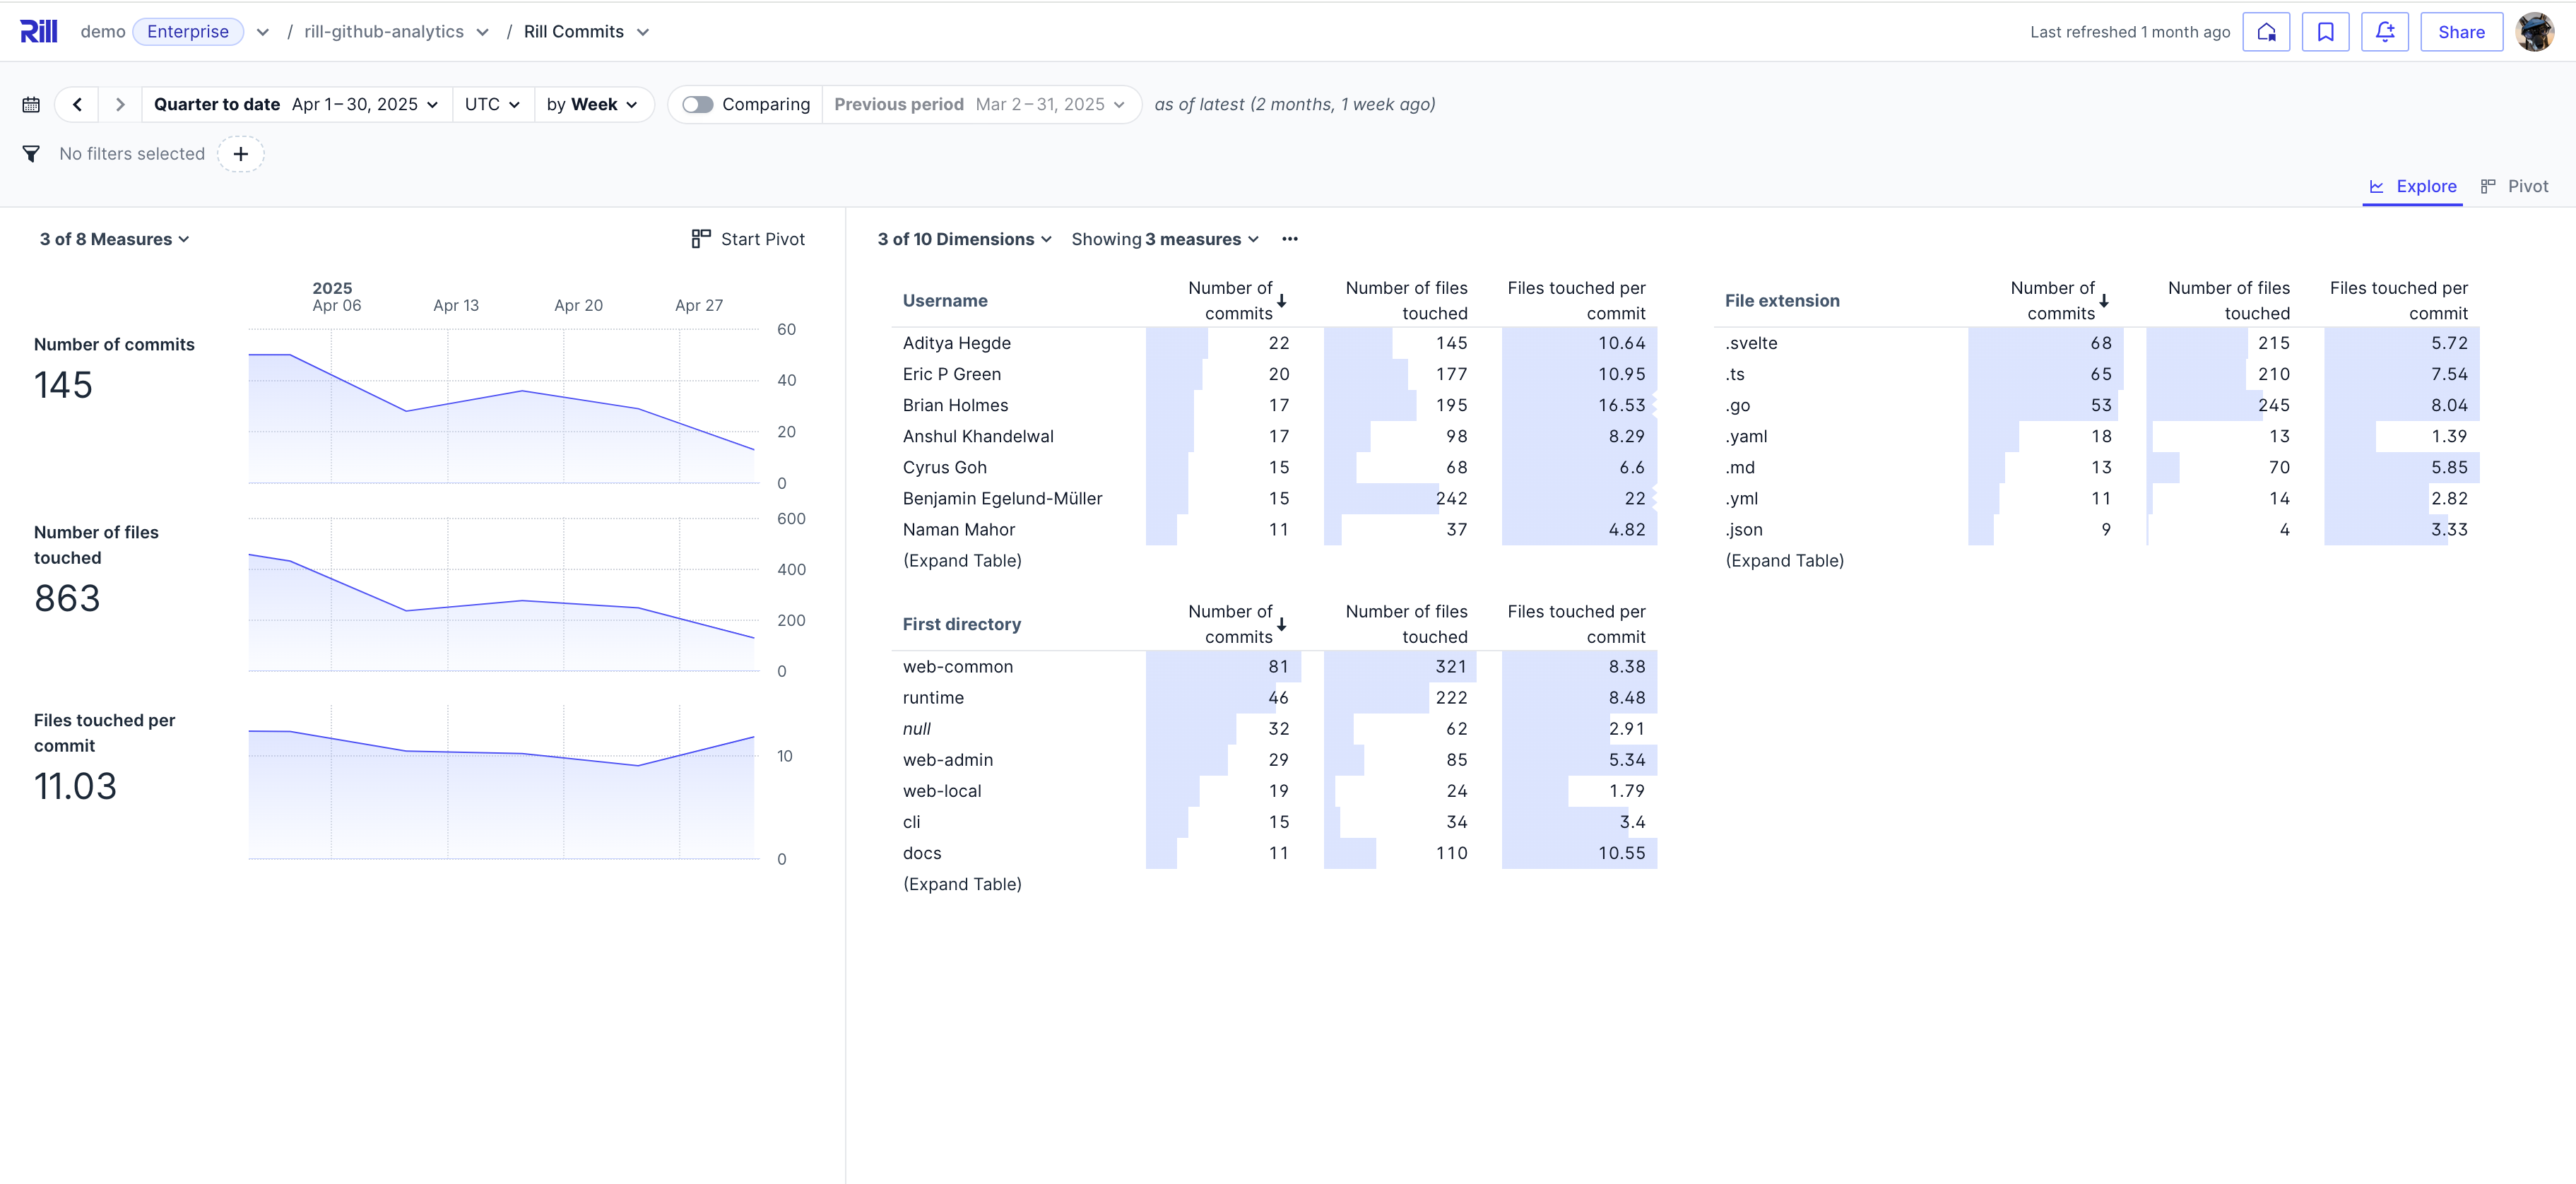 Rill demo Enterprise / rill-github-analytics / Rill Commits Last refreshed 1 month ago Share
Quarter to date Apr 1 – 30, 2025 UTC by Week Comparing Previous period Mar 2 – 31, 2025 as of latest (2 months, 1 week ago)
No filters selected +
Explore Pivot
3 of 8 Measures Start Pivot
2025
Apr 06 Apr 13 Apr 20 Apr 27
Number of commits
145
60
40
20
0
Number of files
touched
863
600
400
200
0
Files touched per
commit
11.03
10
0
3 of 10 Dimensions Showing 3 measures ...
Username Number of commits Number of files touched Files touched per commit
Aditya Hegde 22 145 10.64
Eric P Green 20 177 10.95
Brian Holmes 17 195 16.53
Anshul Khandelwal 17 98 8.29
Cyrus Goh 15 68 6.6
Benjamin Egelund-Müller 15 242 22
Naman Mahor 11 37 4.82
(Expand Table)
File extension Number of commits Number of files touched Files touched per commit
.svelte 68 215 5.72
.ts 65 210 7.54
.go 53 245 8.04
.yaml 18 13 1.39
.md 13 70 5.85
.yml 11 14 2.82
.json 9 4 3.33
(Expand Table)
First directory Number of commits Number of files touched Files touched per commit
web-common 81 321 8.38
runtime 46 222 8.48
null 32 62 2.91
web-admin 29 85 5.34
web-local 19 24 1.79
cli 15 34 3.4
docs 11 110 10.55
(Expand Table)